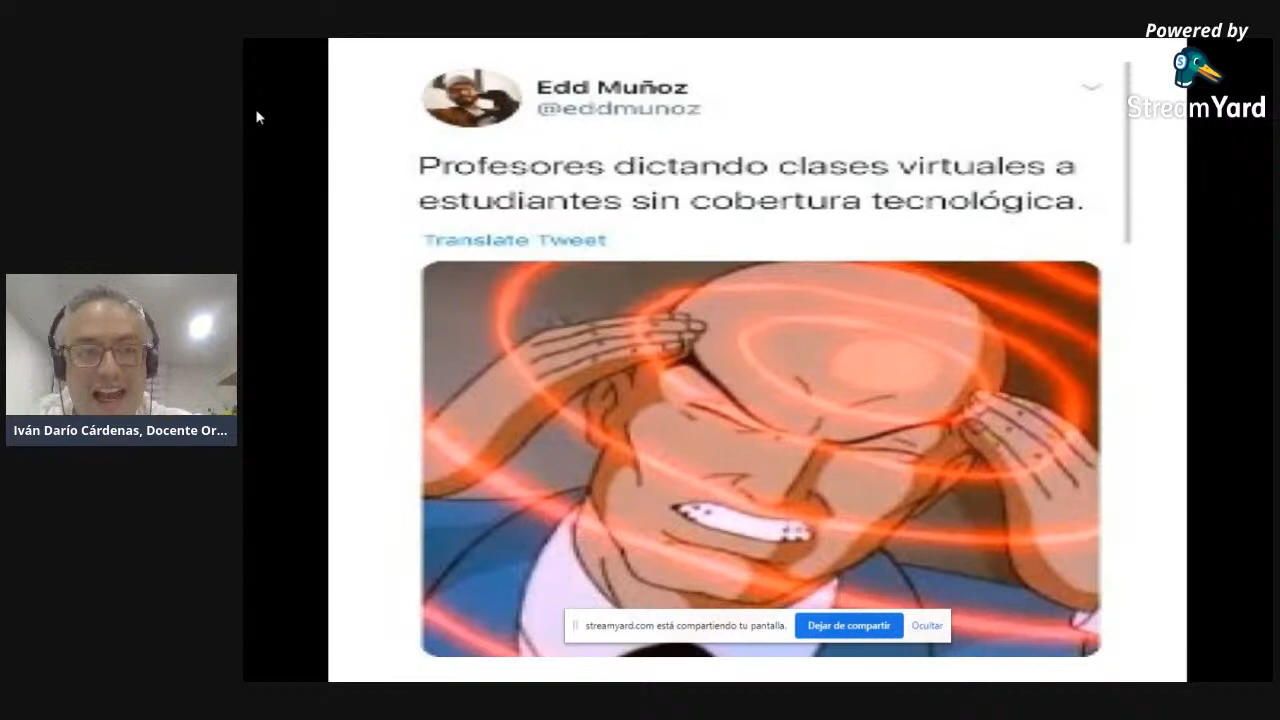 Powered by
StreamYard
Edd Muñoz
@eddmunoz
Profesores dictando clases virtuales a
estudiantes sin cobertura tecnológica.
Translate Tweet
Iván Darío Cárdenas, Docente Or...
streamyard.com está compartiendo tu pantalla.
Dejar de compartir
Ocultar